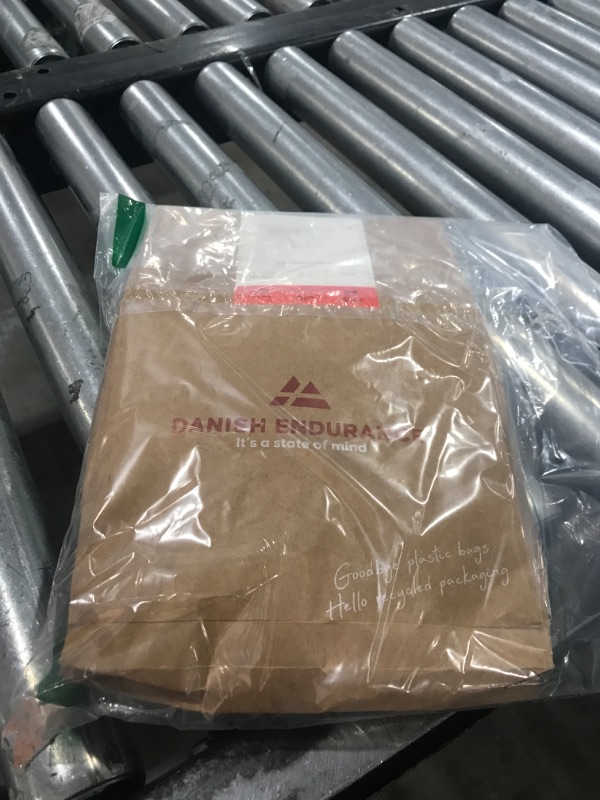 DANISH ENDURANCE
It's a state of mind
Goodbye plastic bags
Hello recycled packaging